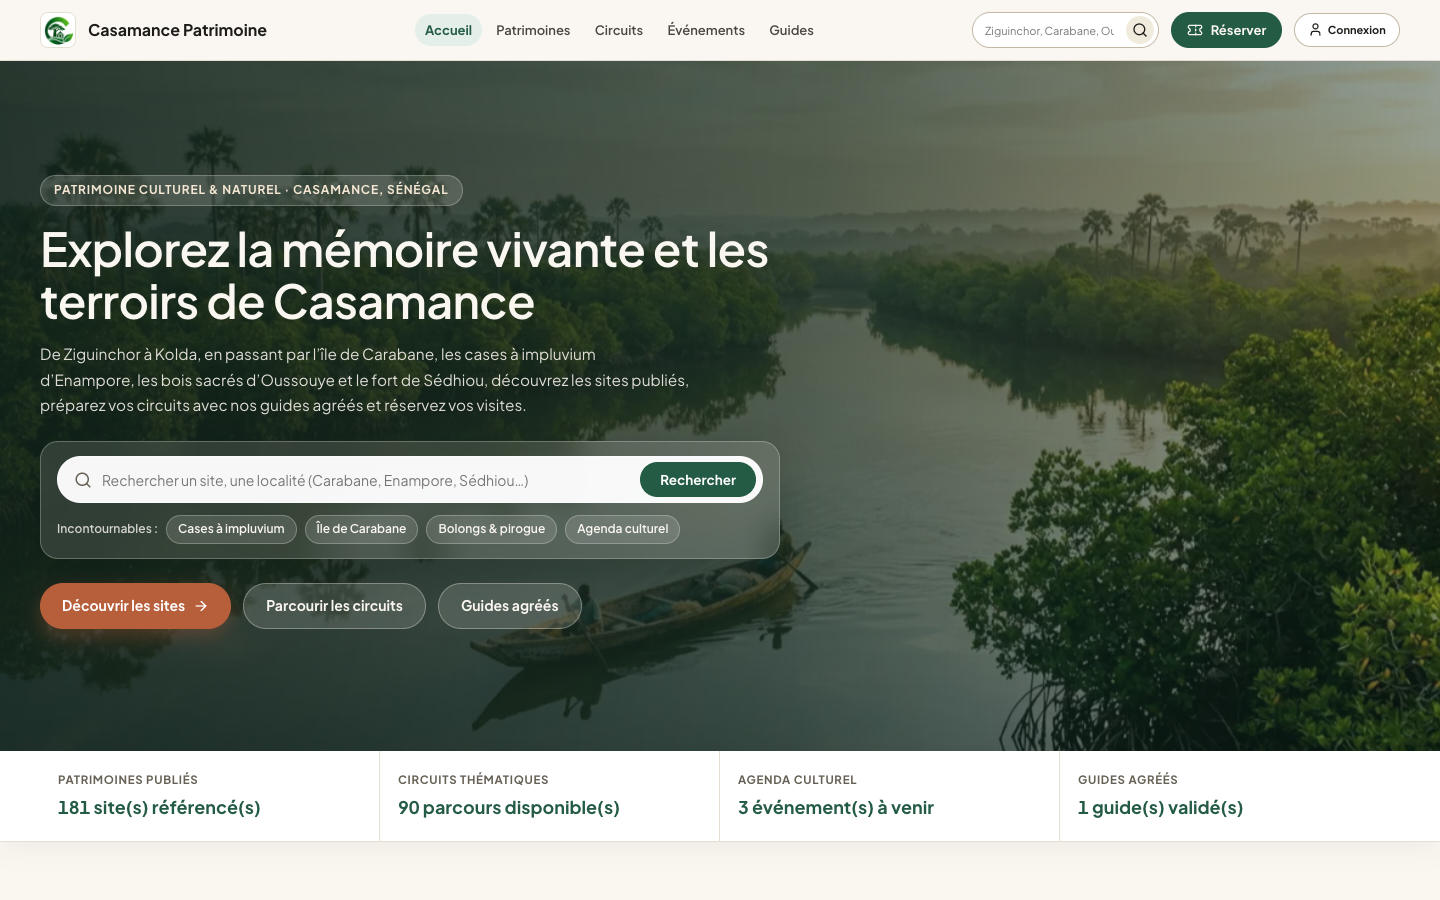 Casamance Patrimoine
Accueil
Patrimoines
Circuits
Événements
Guides
Ziguinchor, Carabane, Ou
Réserver
Connexion
PATRIMOINE CULTUREL & NATUREL · CASAMANCE, SÉNÉGAL
Explorez la mémoire vivante et les
terroirs de Casamance
De Ziguinchor à Kolda, en passant par l’île de Carabane, les cases à impluvium
d’Enampore, les bois sacrés d’Oussouye et le fort de Sédhiou, découvrez les sites publiés,
préparez vos circuits avec nos guides agréés et réservez vos visites.
Rechercher un site, une localité (Carabane, Enampore, Sédhiou…)
Rechercher
Incontournables :
Cases à impluvium
Île de Carabane
Bolongs & pirogue
Agenda culturel
Découvrir les sites
Parcourir les circuits
Guides agréés
PATRIMOINES PUBLIÉS
181 site(s) référencé(s)
CIRCUITS THÉMATIQUES
90 parcours disponible(s)
AGENDA CULTUREL
3 événement(s) à venir
GUIDES AGRÉÉS
1 guide(s) validé(s)